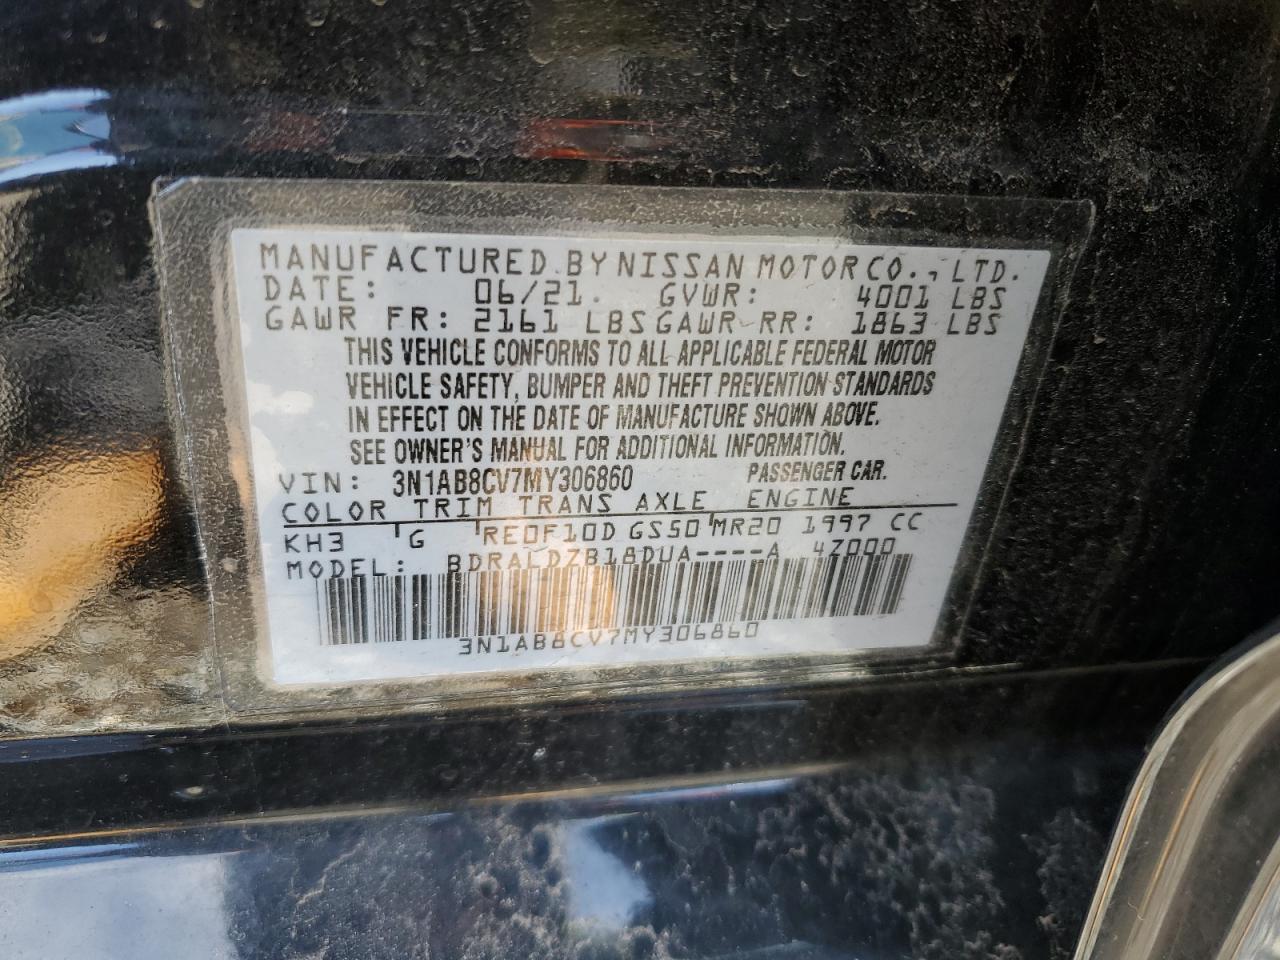 MANUFACTURED BY NISSAN MOTOR CO., LTD.
DATE: 06/21 GVWR: 4001 LBS
GAWR FR: 2161 LBS GAWR RR: 1863 LBS
THIS VEHICLE CONFORMS TO ALL APPLICABLE FEDERAL MOTOR
VEHICLE SAFETY, BUMPER AND THEFT PREVENTION STANDARDS
IN EFFECT ON THE DATE OF MANUFACTURE SHOWN ABOVE.
SEE OWNER'S MANUAL FOR ADDITIONAL INFORMATION.
VIN: 3N1AB8CV7MY306860 PASSENGER CAR.
COLOR TRIM TRANS AXLE ENGINE
KH3 G RE0F10D GS50 MR20 1997 CC
MODEL: BDRALDZB18DUA----A 4Z000
3N1AB8CV7MY306860